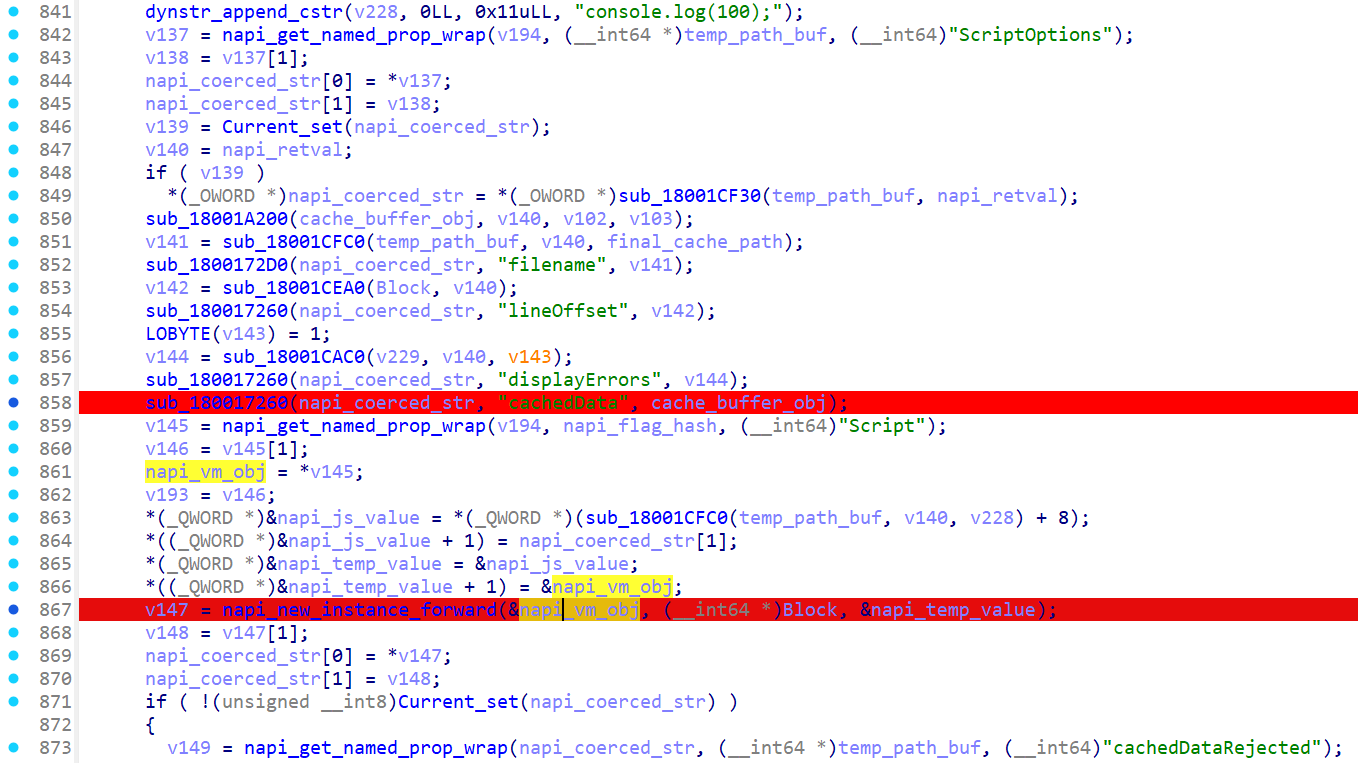 841 dynstr_append_cstr(v228, 0LL, 0x11uLL, "console.log(100);");
842 v137 = napi_get_named_prop_wrap(v194, (__int64 *)temp_path_buf, (__int64)"ScriptOptions");
843 v138 = v137[1];
844 napi_coerced_str[0] = *v137;
845 napi_coerced_str[1] = v138;
846 v139 = Current_set(napi_coerced_str);
847 v140 = napi_retval;
848 if ( v139 )
849 *(_OWORD *)napi_coerced_str = *(_OWORD *)sub_18001CF30(temp_path_buf, napi_retval);
850 sub_18001A200(cache_buffer_obj, v140, v102, v103);
851 v141 = sub_18001CFC0(temp_path_buf, v140, final_cache_path);
852 sub_1800172D0(napi_coerced_str, "filename", v141);
853 v142 = sub_18001CEA0(Block, v140);
854 sub_180017260(napi_coerced_str, "lineOffset", v142);
855 LOBYTE(v143) = 1;
856 v144 = sub_18001CAC0(v229, v140, v143);
857 sub_180017260(napi_coerced_str, "displayErrors", v144);
858 sub_180017260(napi_coerced_str, "cachedData", cache_buffer_obj);
859 v145 = napi_get_named_prop_wrap(v194, napi_flag_hash, (__int64)"Script");
860 v146 = v145[1];
861 napi_vm_obj = *v145;
862 v193 = v146;
863 *(_QWORD *)&napi_js_value = *(_QWORD *)(sub_18001CFC0(temp_path_buf, v140, v228) + 8);
864 *((_QWORD *)&napi_js_value + 1) = napi_coerced_str[1];
865 *(_QWORD *)&napi_temp_value = &napi_js_value;
866 *((_QWORD *)&napi_temp_value + 1) = &napi_vm_obj;
867 v147 = napi_new_instance_forward(&napi_vm_obj, (__int64 *)Block, &napi_temp_value);
868 v148 = v147[1];
869 napi_coerced_str[0] = *v147;
870 napi_coerced_str[1] = v148;
871 if ( !(unsigned __int8)Current_set(napi_coerced_str) )
872 {
873 v149 = napi_get_named_prop_wrap(napi_coerced_str, (__int64 *)temp_path_buf, (__int64)"cachedDataRejected");